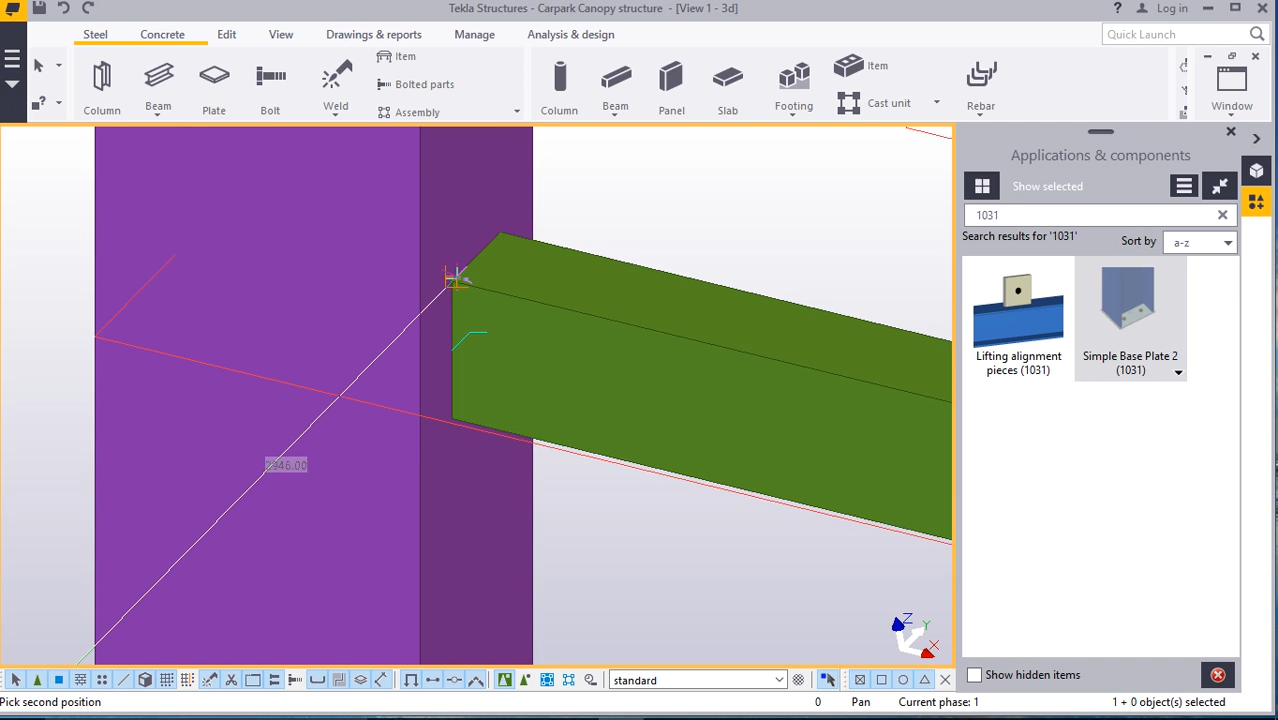 Tekla Structures - Carpark Canopy structure - [View 1 - 3d]
? Log in
Steel Concrete Edit View Drawings & reports Manage Analysis & design
Quick Launch
Item
Bolted parts
Assembly
Column Beam Plate Bolt Weld
Column Beam Panel Slab Footing
Item
Cast unit
Rebar
Window
Applications & components
Show selected
1031
Search results for '1031'
Sort by a-z
Lifting alignment
pieces (1031)
Simple Base Plate 2
(1031)
Z
Y
X
Show hidden items
standard
Pick second position
0 Pan Current phase: 1 1 + 0 object(s) selected